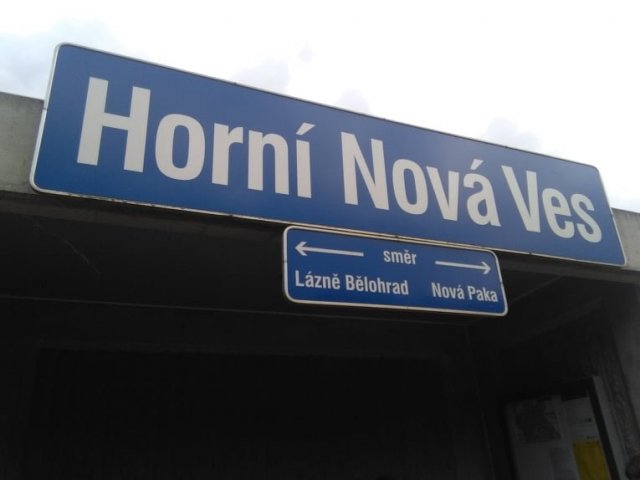 Horní Nová Ves
← směr →
Lázně Bělohrad Nová Paka